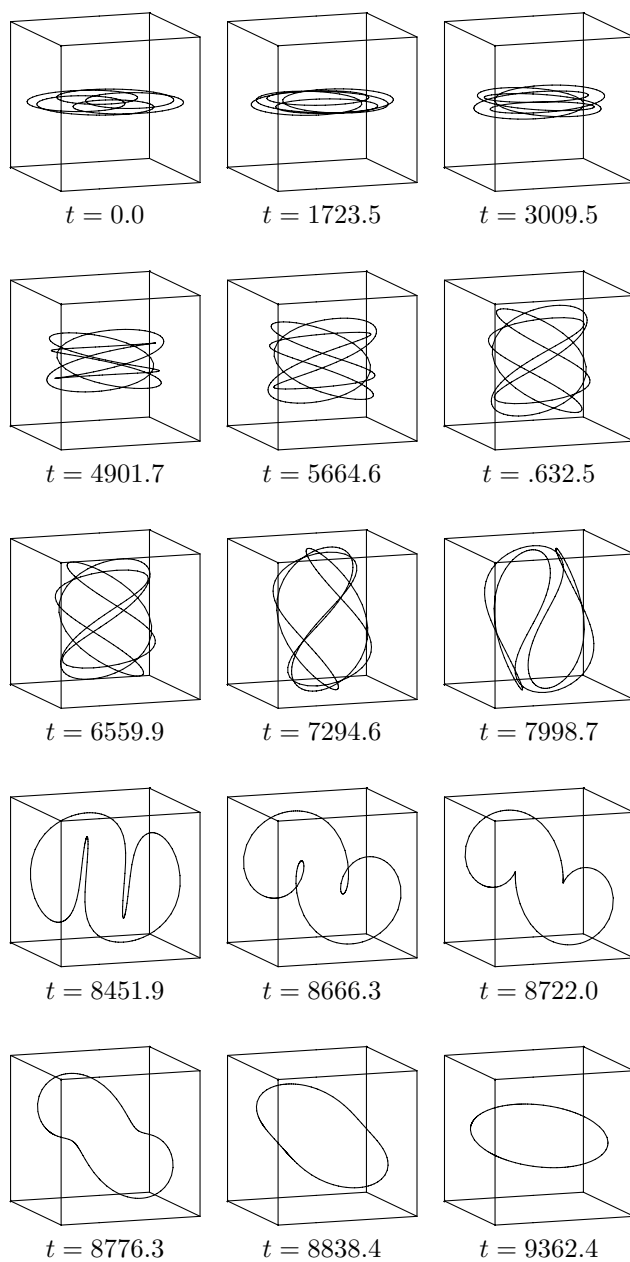 t = 0.0
t = 1723.5
t = 3009.5
t = 4901.7
t = 5664.6
t = .632.5
t = 6559.9
t = 7294.6
t = 7998.7
t = 8451.9
t = 8666.3
t = 8722.0
t = 8776.3
t = 8838.4
t = 9362.4